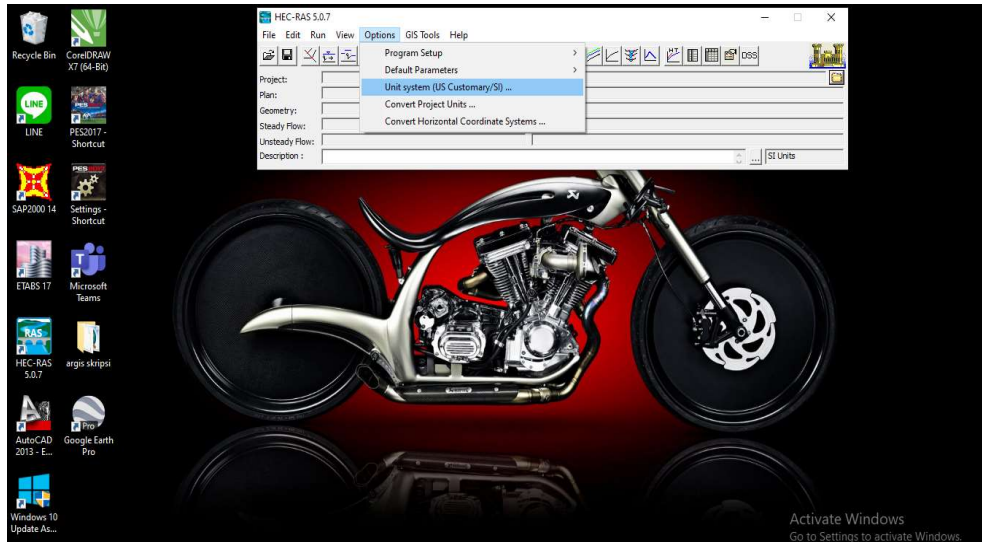 Recycle Bin
CorelDRAW
X7 (64-Bit)
LINE
LINE
PES2017 -
Shortcut
PES
SAP2000 14
Settings -
Shortcut
ETABS 17
T
Microsoft
Teams
RAS
HEC-RAS
5.0.7
argis skripsi
AutoCAD
2013 - E...
Pro
Google Earth
Pro
Windows 10
Update As...
HEC-RAS 5.0.7
File Edit Run View Options GIS Tools Help
DSS
Program Setup
Default Parameters
Unit system (US Customary/SI) ...
Convert Project Units ...
Convert Horizontal Coordinate Systems ...
Project:
Plan:
Geometry:
Steady Flow:
Unsteady Flow:
Description :
...
SI Units
Activate Windows
Go to Settings to activate Windows.